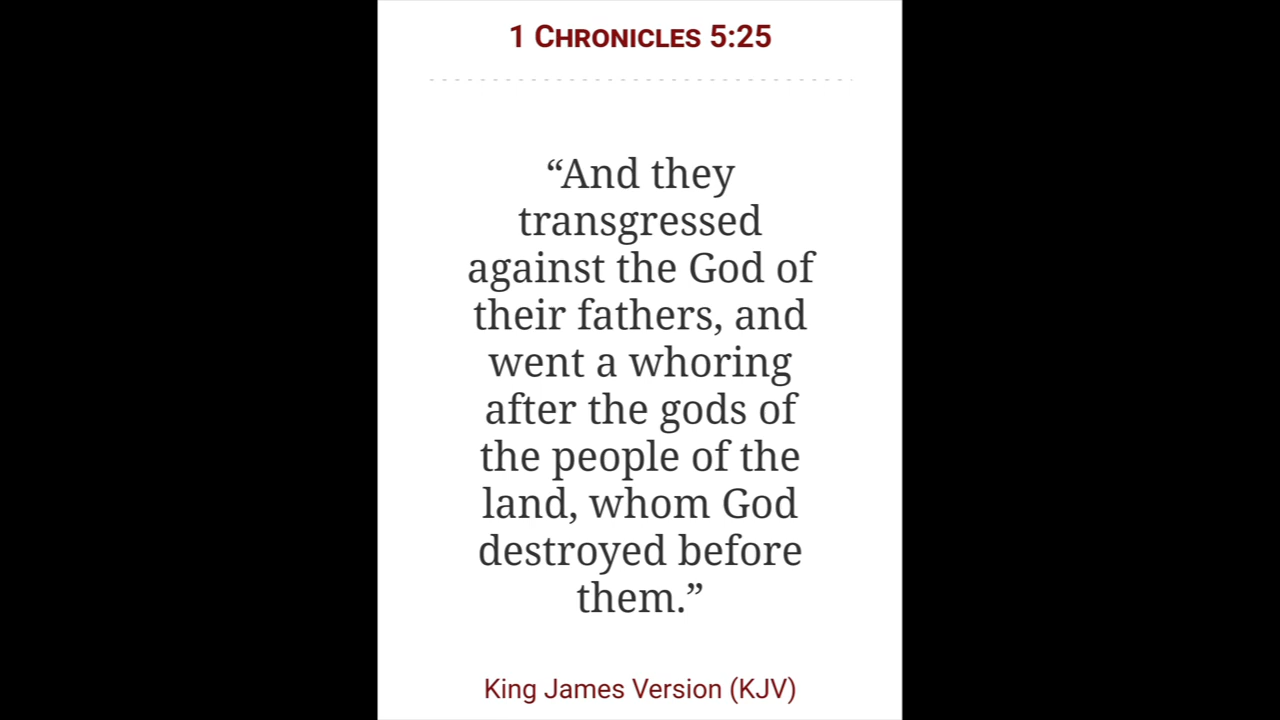 1 Chronicles 5:25
“And they
transgressed
against the God of
their fathers, and
went a whoring
after the gods of
the people of the
land, whom God
destroyed before
them.”
King James Version (KJV)